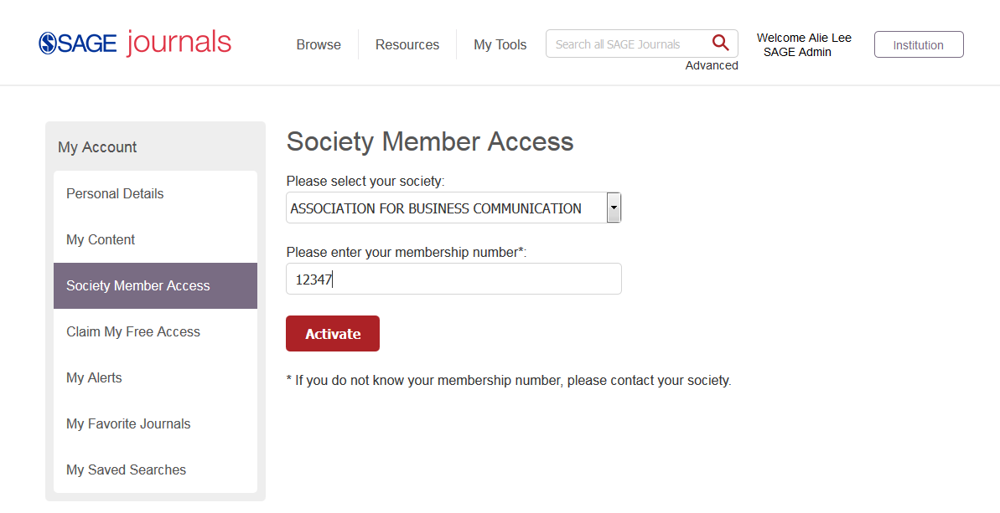 SAGE journals
Browse
Resources
My Tools
Search all SAGE Journals
Advanced
Welcome Alie Lee
SAGE Admin
Institution
My Account
Personal Details
My Content
Society Member Access
Claim My Free Access
My Alerts
My Favorite Journals
My Saved Searches
Society Member Access
Please select your society:
ASSOCIATION FOR BUSINESS COMMUNICATION
Please enter your membership number*:
12347
Activate
* If you do not know your membership number, please contact your society.